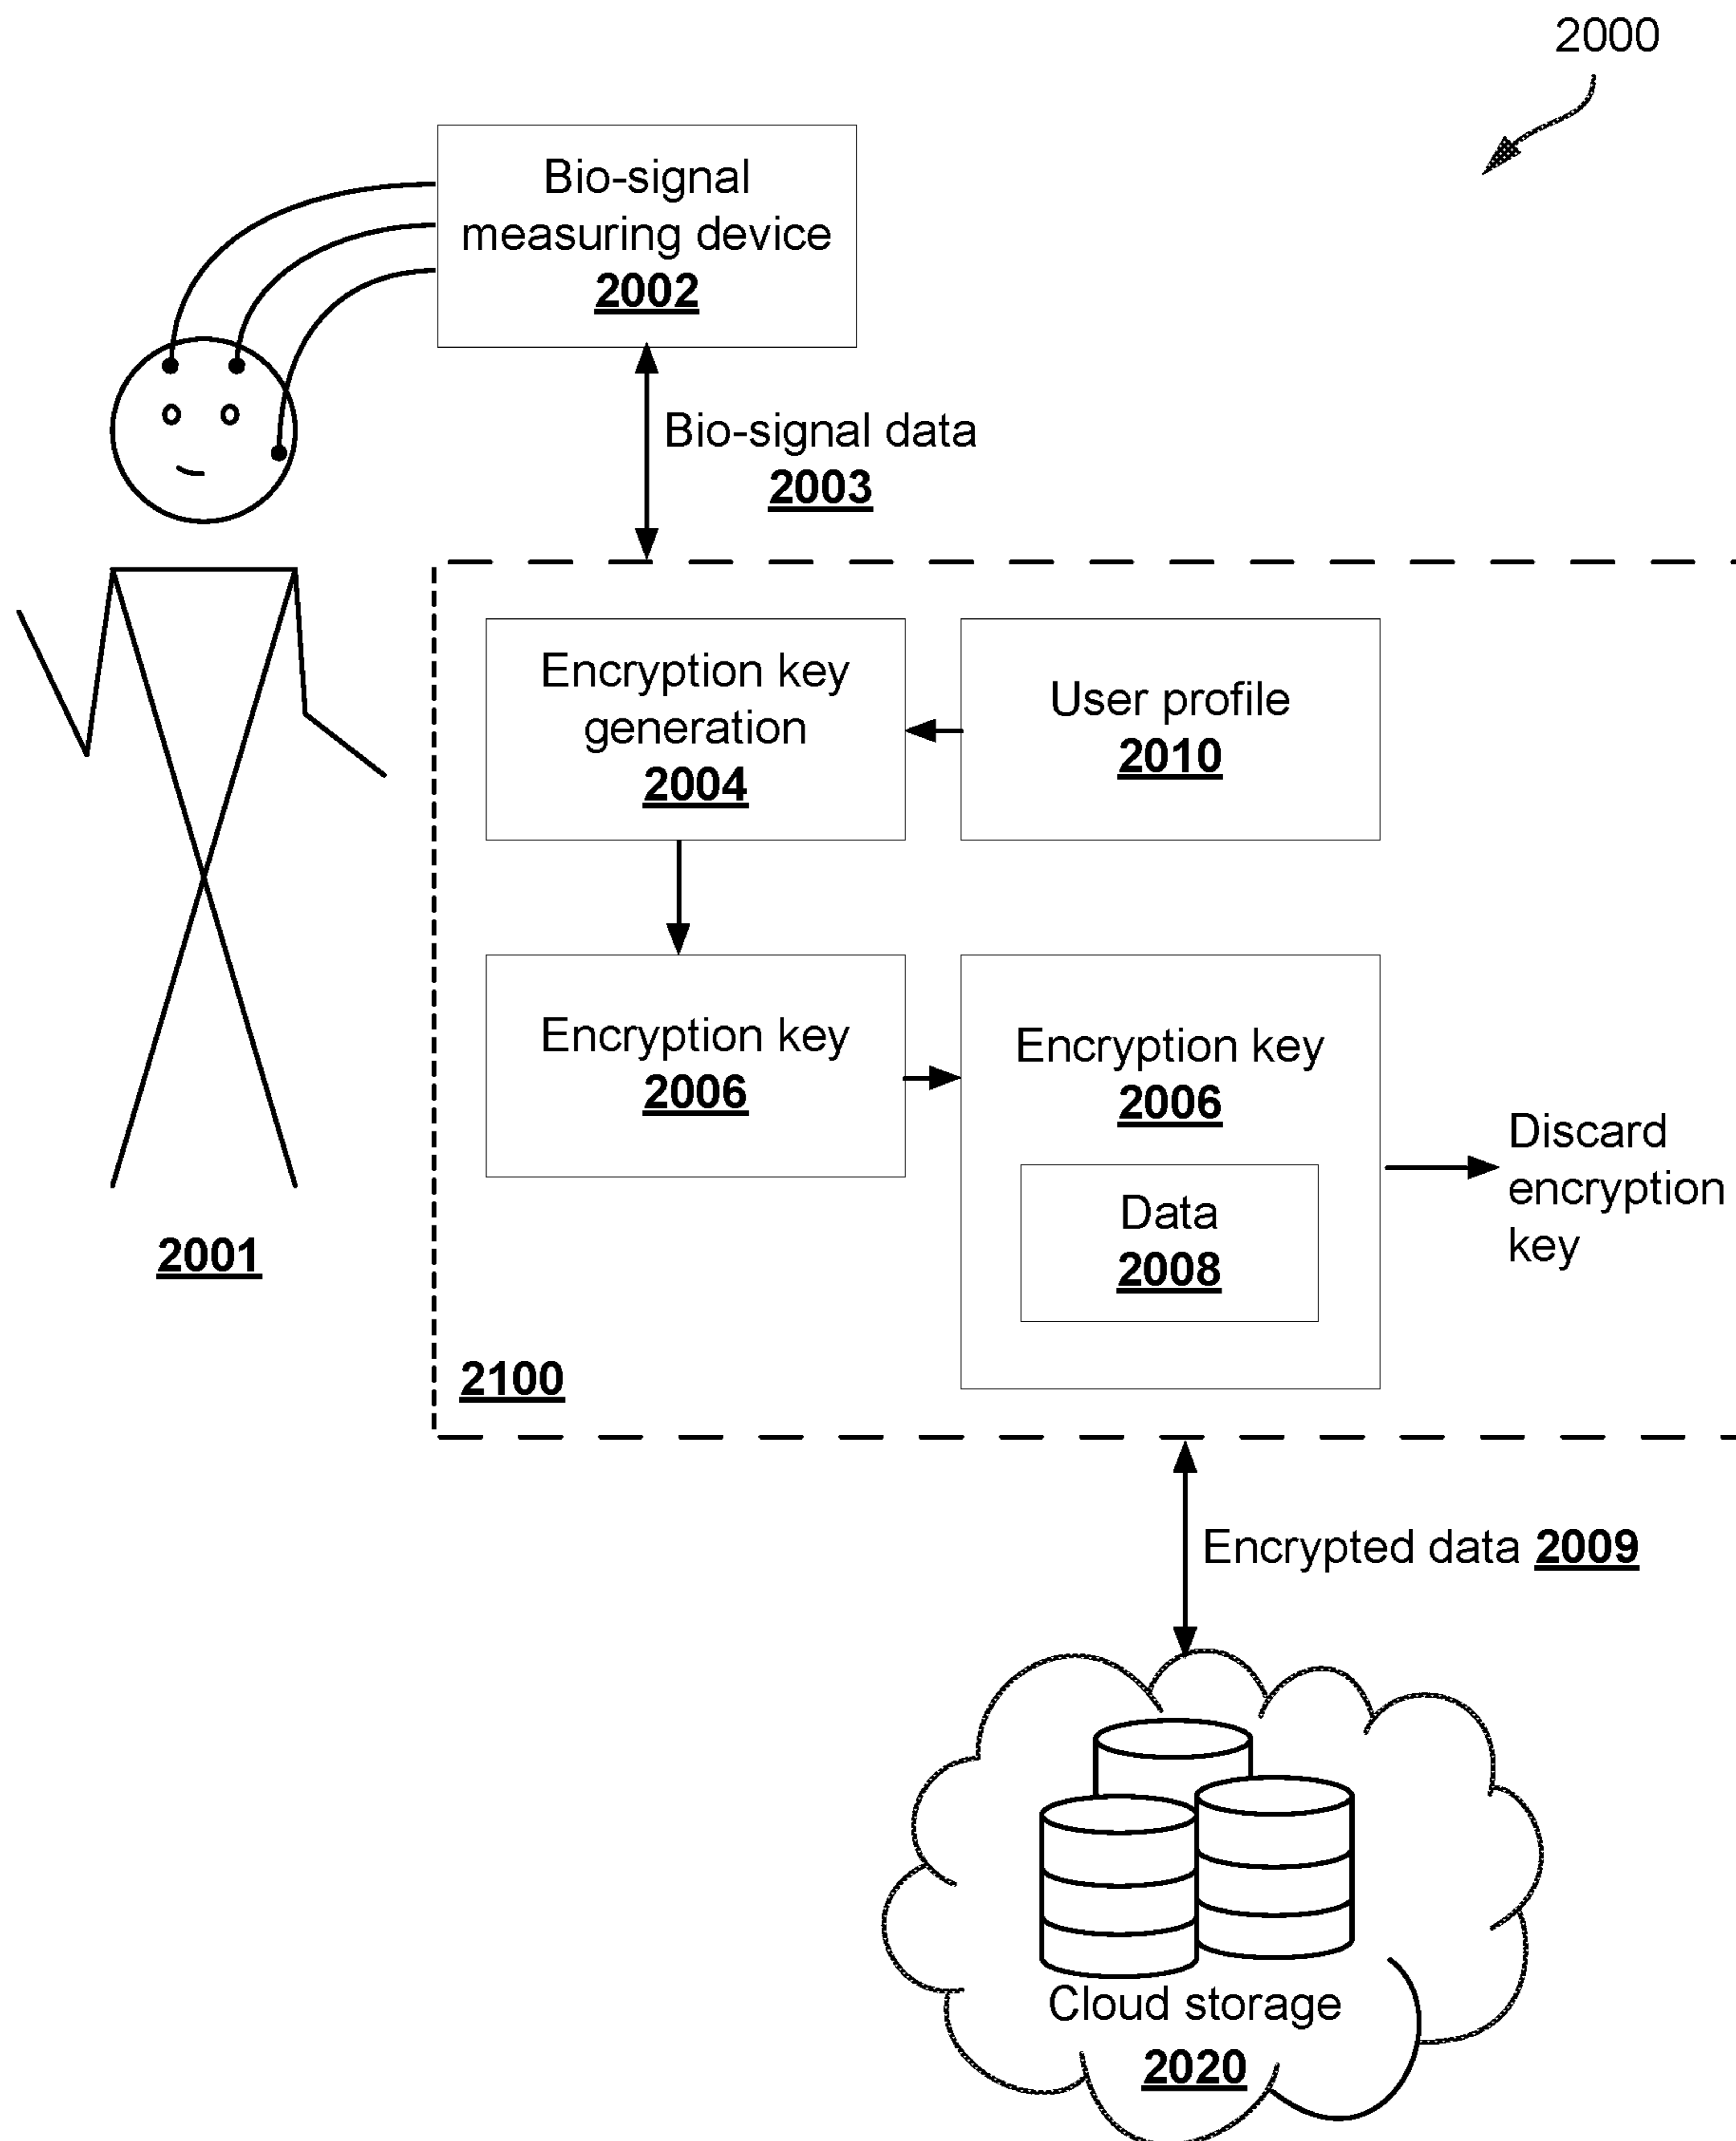 2000
Bio-signal
measuring device
2002
Bio-signal data
2003
Encryption key
generation
2004
User profile
2010
Encryption key
2006
Encryption key
2006
Data
2008
Discard
encryption
key
2001
2100
Encrypted data 2009
Cloud storage
2020